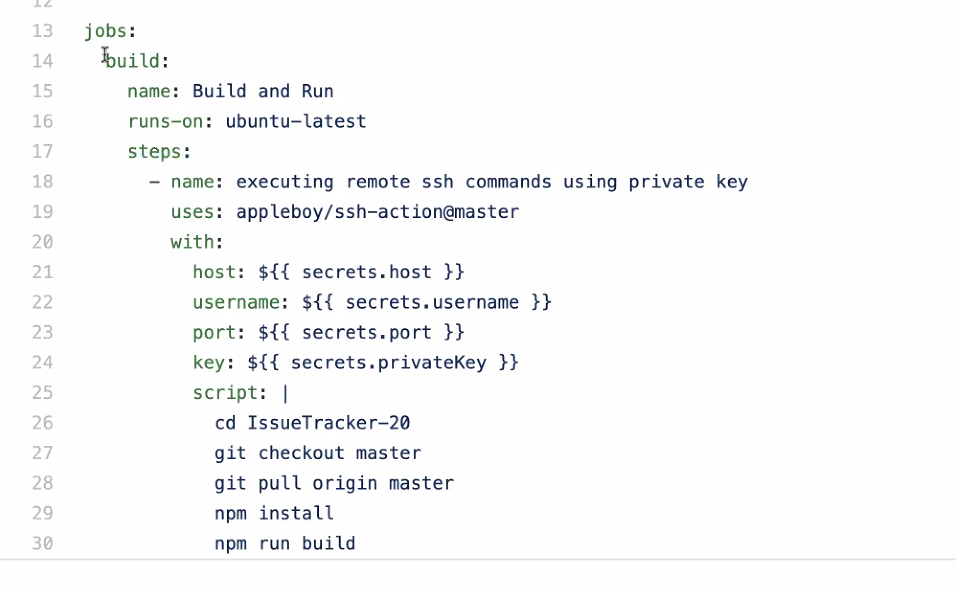 12
13 jobs:
14 build:
15 name: Build and Run
16 runs-on: ubuntu-latest
17 steps:
18 - name: executing remote ssh commands using private key
19 uses: appleboy/ssh-action@master
20 with:
21 host: ${{ secrets.host }}
22 username: ${{ secrets.username }}
23 port: ${{ secrets.port }}
24 key: ${{ secrets.privateKey }}
25 script: |
26 cd IssueTracker-20
27 git checkout master
28 git pull origin master
29 npm install
30 npm run build